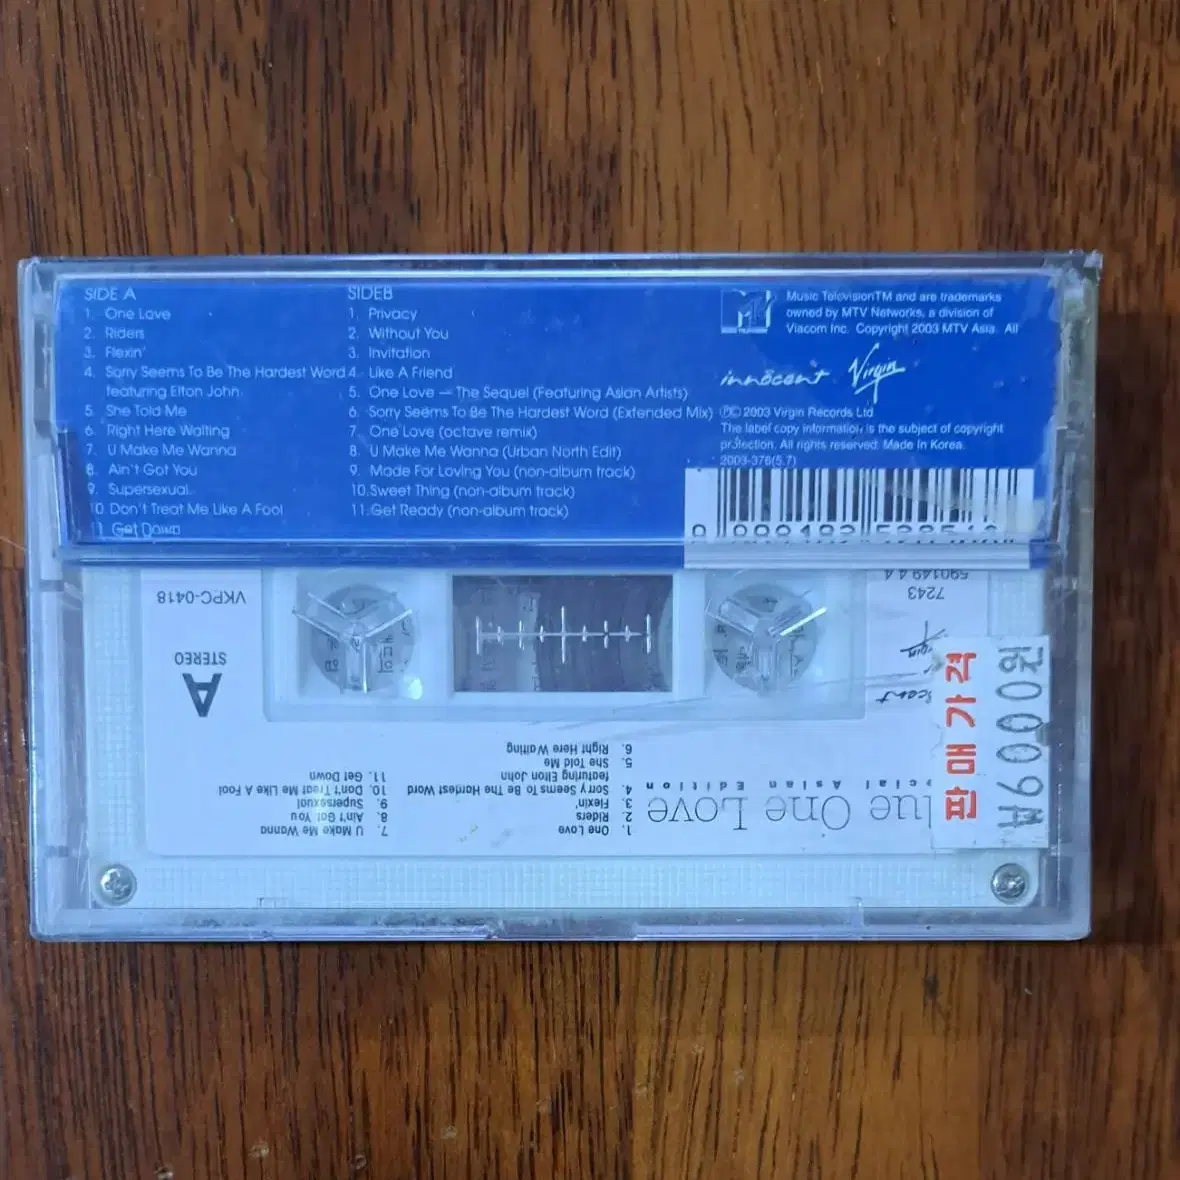 SIDE A
1. One Love
2. Riders
3. Flexin'
4. Sorry Seems To Be The Hardest Word
featuring Elton John
5. She Told Me
6. Right Here Waiting
7. U Make Me Wanna
8. Ain't Got You
9. Supersexual
10. Don't Treat Me Like A Fool
11. Get Down
SIDEB
1. Privacy
2. Without You
3. Invitation
4. Like A Friend
5. One Love — The Sequel (Featuring Asian Artists)
6. Sorry Seems To Be The Hardest Word (Extended Mix)
7. One Love (octave remix)
8. U Make Me Wanna (Urban North Edit)
9. Made For Loving You (non-album track)
10.Sweet Thing (non-album track)
11.Get Ready (non-album track)
Music TelevisionTM and are trademarks
owned by MTV Networks, a division of
Viacom Inc. Copyright 2003 MTV Asia. All
innocent Virgin
℗© 2003 Virgin Records Ltd
The label copy information is the subject of copyright
protection. All rights reserved. Made In Korea.
2003-376(5.7)
VKPC-0418
STEREO
A
7243
590149 4 4
판매가격
₩9000원
lue One Love
ecial Asian Edition
1. One Love
2. Riders
3. Flexin'
4. Sorry Seems To Be The Hardest Word
featuring Elton John
5. She Told Me
6. Right Here Waiting
7. U Make Me Wanna
8. Ain't Got You
9. Supersexual
10. Don't Treat Me Like A Fool
11. Get Down